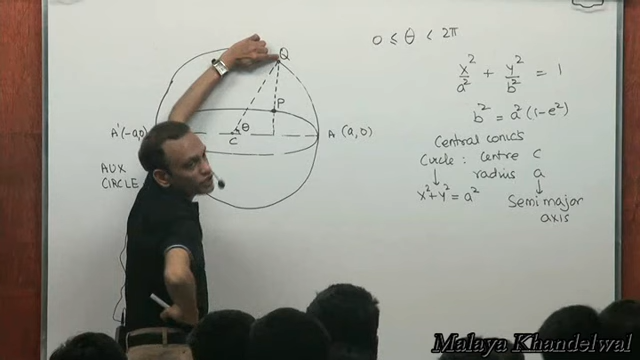 0 ≤ θ < 2π
Q
P
θ
C
A'(-a,0)
A (a,0)
AUX
CIRCLE
x²/a² + y²/b² = 1
b² = a²(1-e²)
Central conics
Circle : centre C
radius a
x²+y² = a²
Semi major
axis
Malaya Khandelwal